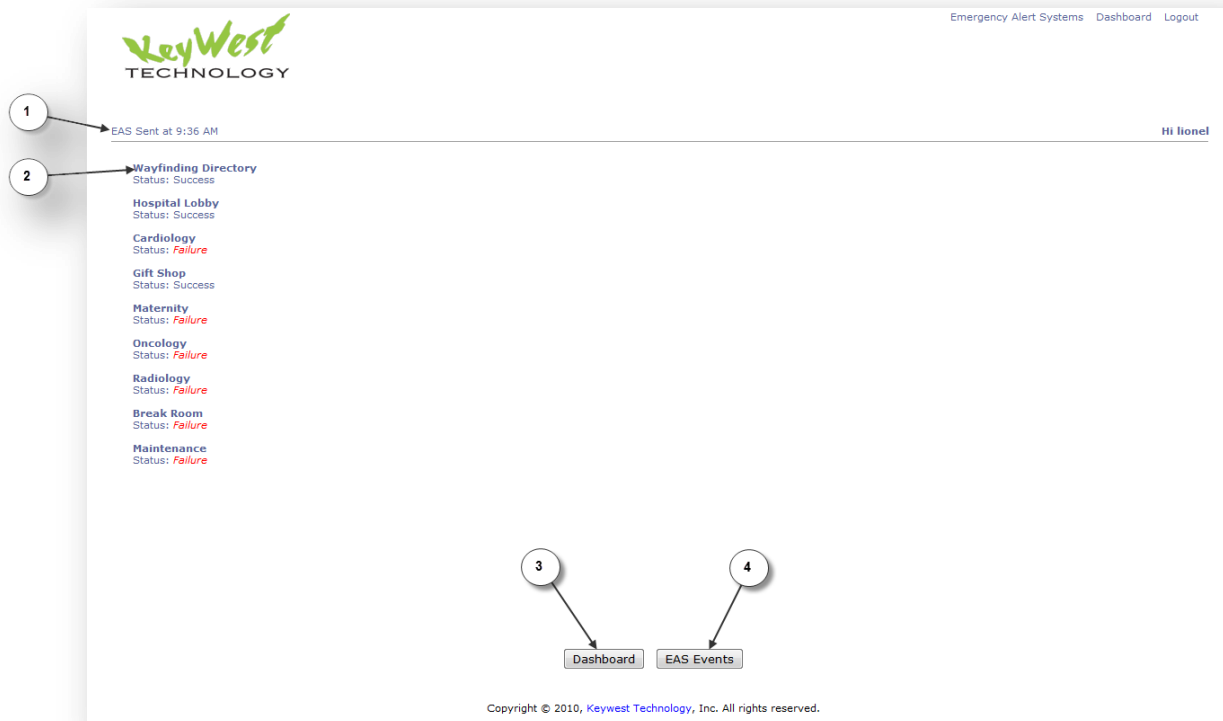 Emergency Alert Systems Dashboard Logout
KeyWest
TECHNOLOGY
1
EAS Sent at 9:36 AM Hi lionel
2
Wayfinding Directory
Status: Success
Hospital Lobby
Status: Success
Cardiology
Status: Failure
Gift Shop
Status: Success
Maternity
Status: Failure
Oncology
Status: Failure
Radiology
Status: Failure
Break Room
Status: Failure
Maintenance
Status: Failure
3 4
Dashboard EAS Events
Copyright © 2010, Keywest Technology, Inc. All rights reserved.